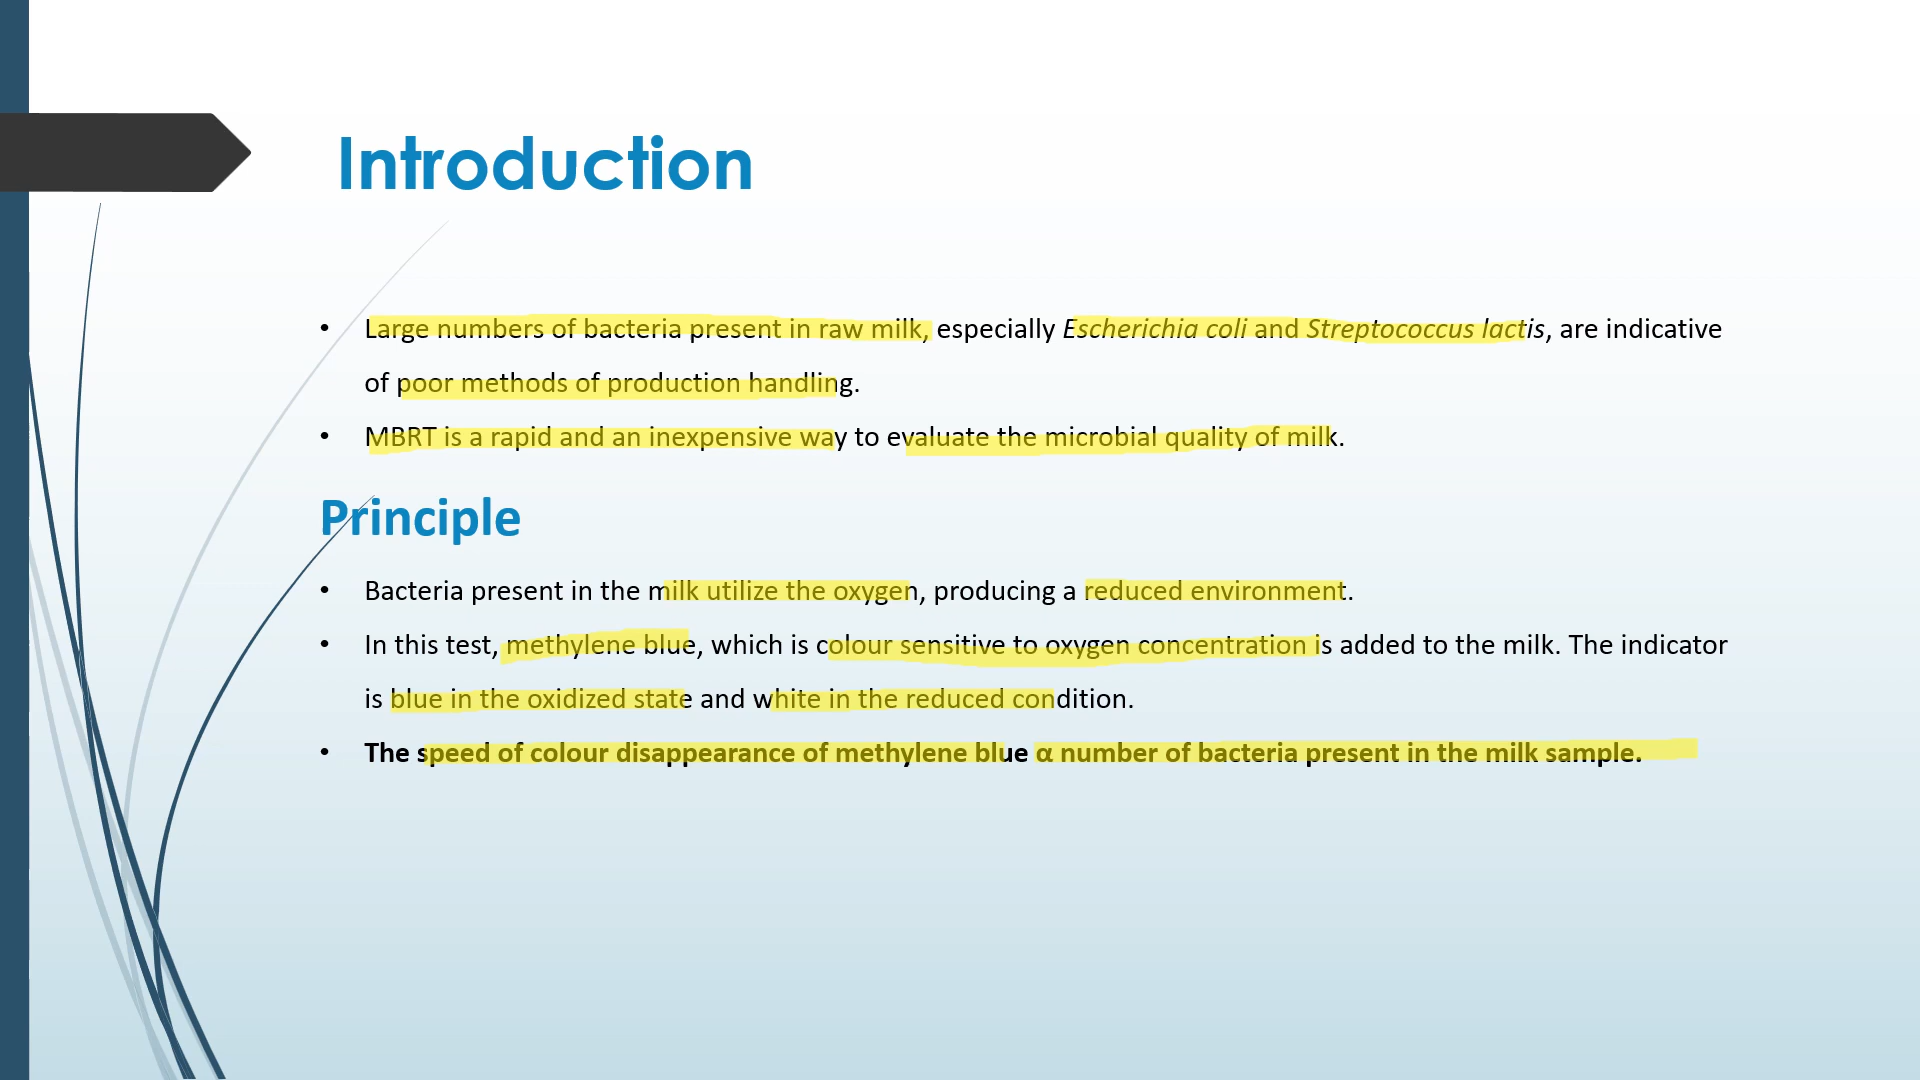 Introduction
• Large numbers of bacteria present in raw milk, especially Escherichia coli and Streptococcus lactis, are indicative
of poor methods of production handling.
• MBRT is a rapid and an inexpensive way to evaluate the microbial quality of milk.
Principle
• Bacteria present in the milk utilize the oxygen, producing a reduced environment.
• In this test, methylene blue, which is colour sensitive to oxygen concentration is added to the milk. The indicator
is blue in the oxidized state and white in the reduced condition.
• The speed of colour disappearance of methylene blue α number of bacteria present in the milk sample.